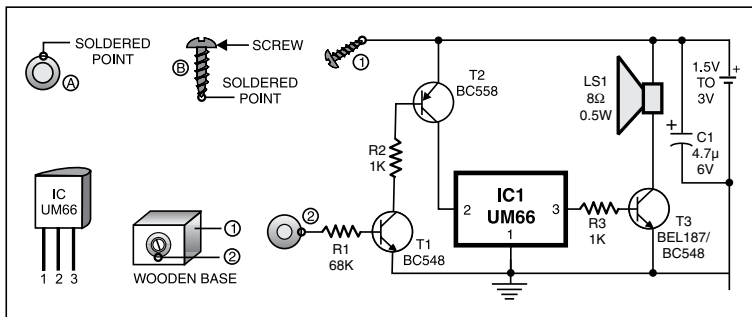 SOLDERED
POINT
A
B
SCREW
SOLDERED
POINT
1
T2
BC558
LS1
8Ω
0.5W
1.5V
TO
3V
+
+
C1
4.7μ
6V
R2
1K
IC
UM66
1 2 3
1
2
WOODEN BASE
2
R1
68K
T1
BC548
IC1
UM66
2
3
1
R3
1K
T3
BEL187/
BC548